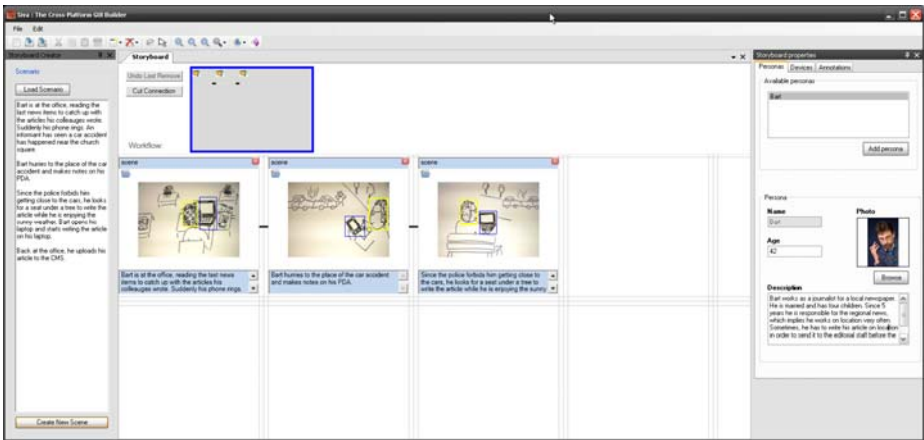 Sins : The Cross-Platform GUI Builder
File Edit
Storyboard Creator
Scenario
Load Scenario
Bart is at the office, reading the
last news items to catch up with
the articles his colleauges wrote.
Suddenly his phone rings. An
informant has seen a car accident
has happened near the church
square.
Bart hurries to the place of the car
accident and makes notes on his
PDA.
Since the police forbids him
getting close to the cars, he looks
for a seat under a tree to write the
article while he is enjoying the
sunny weather. Bart opens his
laptop and starts writing the article
on his laptop.
Back at the office, he uploads his
article to the CMS.
Create New Scene
Storyboard
Undo Last Remove
Cut Connection
Workflow:
scene
Bart is at the office, reading the last news
items to catch up with the articles his
colleauges wrote. Suddenly his phone rings.
scene
Bart hurries to the place of the car accident
and makes notes on his PDA.
scene
Since the police forbids him getting close to
the cars, he looks for a seat under a tree to
write the article while he is enjoying the sunny
Storyboard properties
Personas Devices Annotations
Available personas
Bart
Add persona
Persona
Name
Bart
Photo
Age
42
Browse
Description
Bart works as a journalist for a local newspaper.
He is married and has four children. Since 5
years he is responsible for the regional news,
which implies he works on location very often.
Sometimes, he has to write his article on location
in order to send it to the editorial staff before the